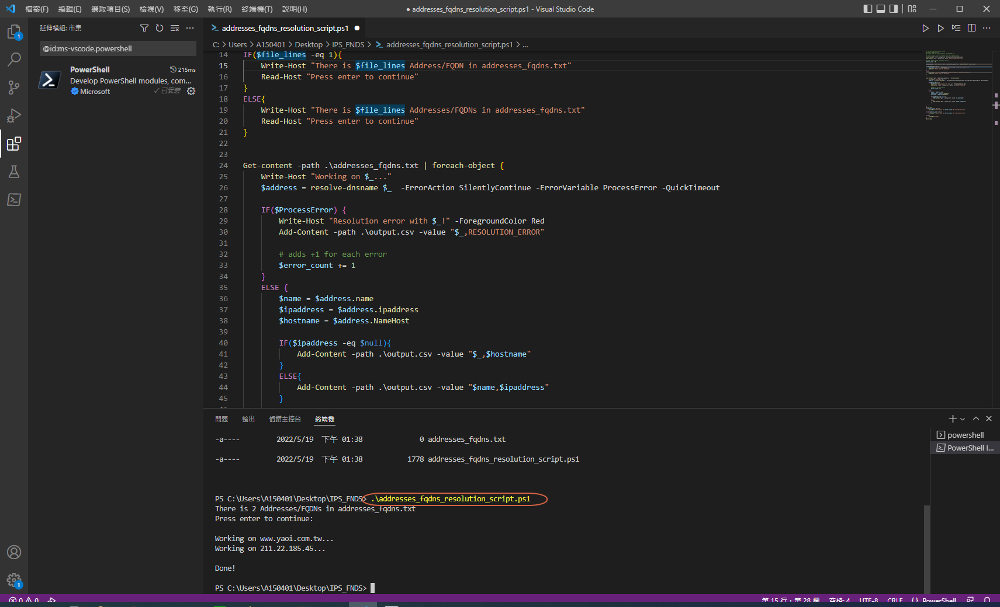 檔案(F) 編輯(E) 選取項目(S) 檢視(V) 移至(G) 執行(R) 終端機(T) 說明(H)
● addresses_fqdns_resolution_script.ps1 - Visual Studio Code
延伸模組: 市集
@id:ms-vscode.powershell
PowerShell 215ms
Develop PowerShell modules, com...
Microsoft ✓已安裝
1
1
addresses_fqdns_resolution_script.ps1 ●
C: > Users > A150401 > Desktop > IPS_FNDS > addresses_fqdns_resolution_script.ps1 > ...
14 IF($file_lines -eq 1){
15 Write-Host "There is $file_lines Address/FQDN in addresses_fqdns.txt"
16 Read-Host "Press enter to continue"
17 }
18 ELSE{
19 Write-Host "There is $file_lines Addresses/FQDNs in addresses_fqdns.txt"
20 Read-Host "Press enter to continue"
21 }
22
23
24 Get-content -path .\addresses_fqdns.txt | foreach-object {
25 Write-Host "Working on $_..."
26 $address = resolve-dnsname $_ -ErrorAction SilentlyContinue -ErrorVariable ProcessError -QuickTimeout
27
28 IF($ProcessError) {
29 Write-Host "Resolution error with $_!" -ForegroundColor Red
30 Add-Content -path .\output.csv -value "$_,RESOLUTION_ERROR"
31
32 # adds +1 for each error
33 $error_count += 1
34 }
35 ELSE {
36 $name = $address.name
37 $ipaddress = $address.ipaddress
38 $hostname = $address.NameHost
39
40 IF($ipaddress -eq $null){
41 Add-Content -path .\output.csv -value "$_,$hostname"
42 }
43 ELSE{
44 Add-Content -path .\output.csv -value "$name,$ipaddress"
45 }
問題 輸出 偵錯主控台 終端機
-a---- 2022/5/19 下午 01:38 0 addresses_fqdns.txt
-a---- 2022/5/19 下午 01:38 1778 addresses_fqdns_resolution_script.ps1
PS C:\Users\A150401\Desktop\IPS_FNDS> .\addresses_fqdns_resolution_script.ps1
There is 2 Addresses/FQDNs in addresses_fqdns.txt
Press enter to continue:
Working on www.yaoi.com.tw...
Working on 211.22.185.45...
Done!
PS C:\Users\A150401\Desktop\IPS_FNDS>
powershell
PowerShell I...
0 0
第 15 行，第 28 欄 空格: 4 UTF-8 CRLF {} PowerShell